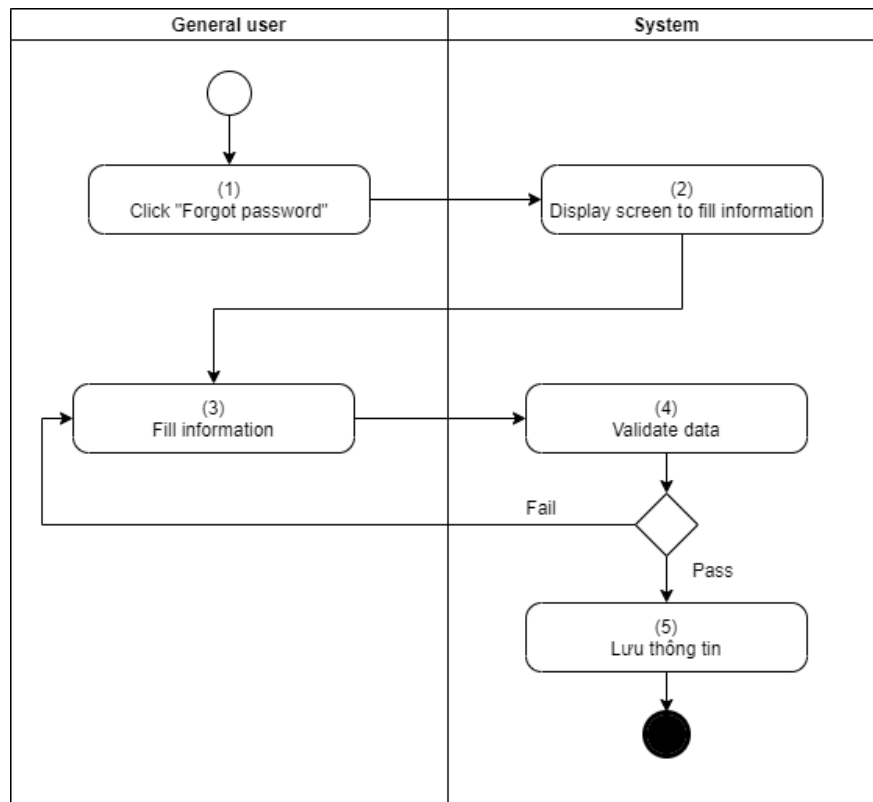 General user
System
(1)
Click "Forgot password"
(2)
Display screen to fill information
(3)
Fill information
(4)
Validate data
Fail
Pass
(5)
Lưu thông tin